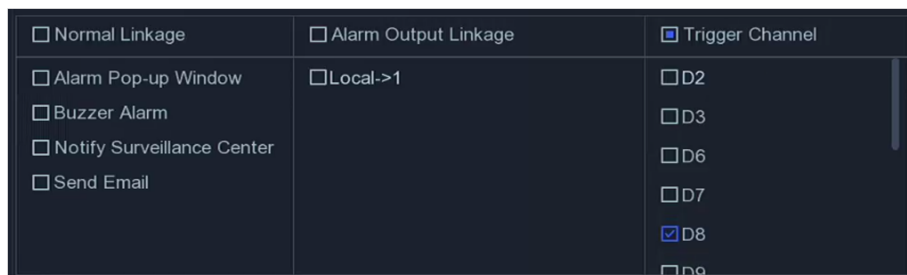 Normal Linkage
Alarm Output Linkage
Trigger Channel
Alarm Pop-up Window
Buzzer Alarm
Notify Surveillance Center
Send Email
Local->1
D2
D3
D6
D7
D8
D9